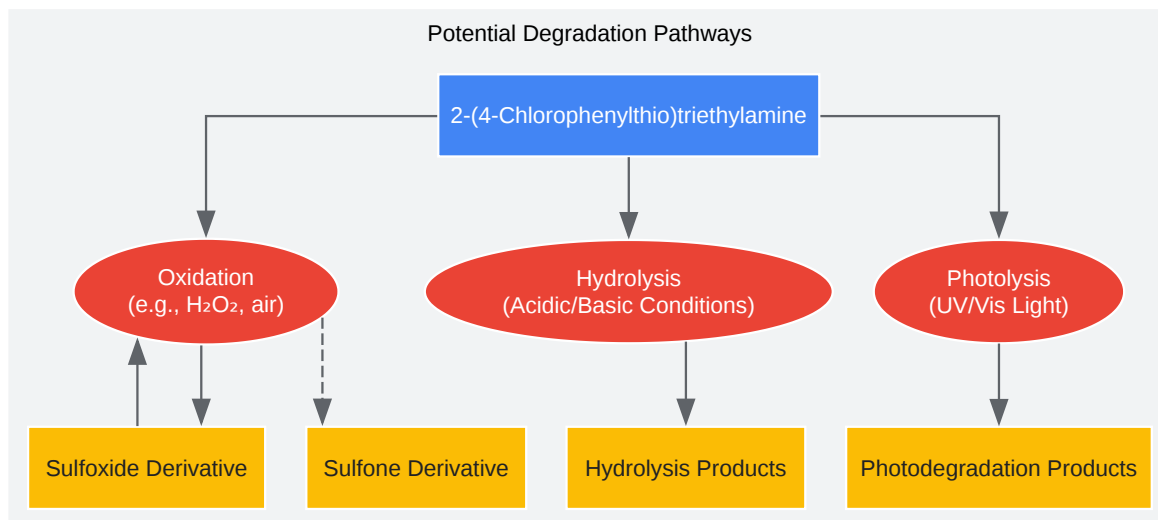 Potential Degradation Pathways
2-(4-Chlorophenylthio)triethylamine
Oxidation
(e.g., H₂O₂, air)
Hydrolysis
(Acidic/Basic Conditions)
Photolysis
(UV/Vis Light)
Sulfoxide Derivative
Sulfone Derivative
Hydrolysis Products
Photodegradation Products